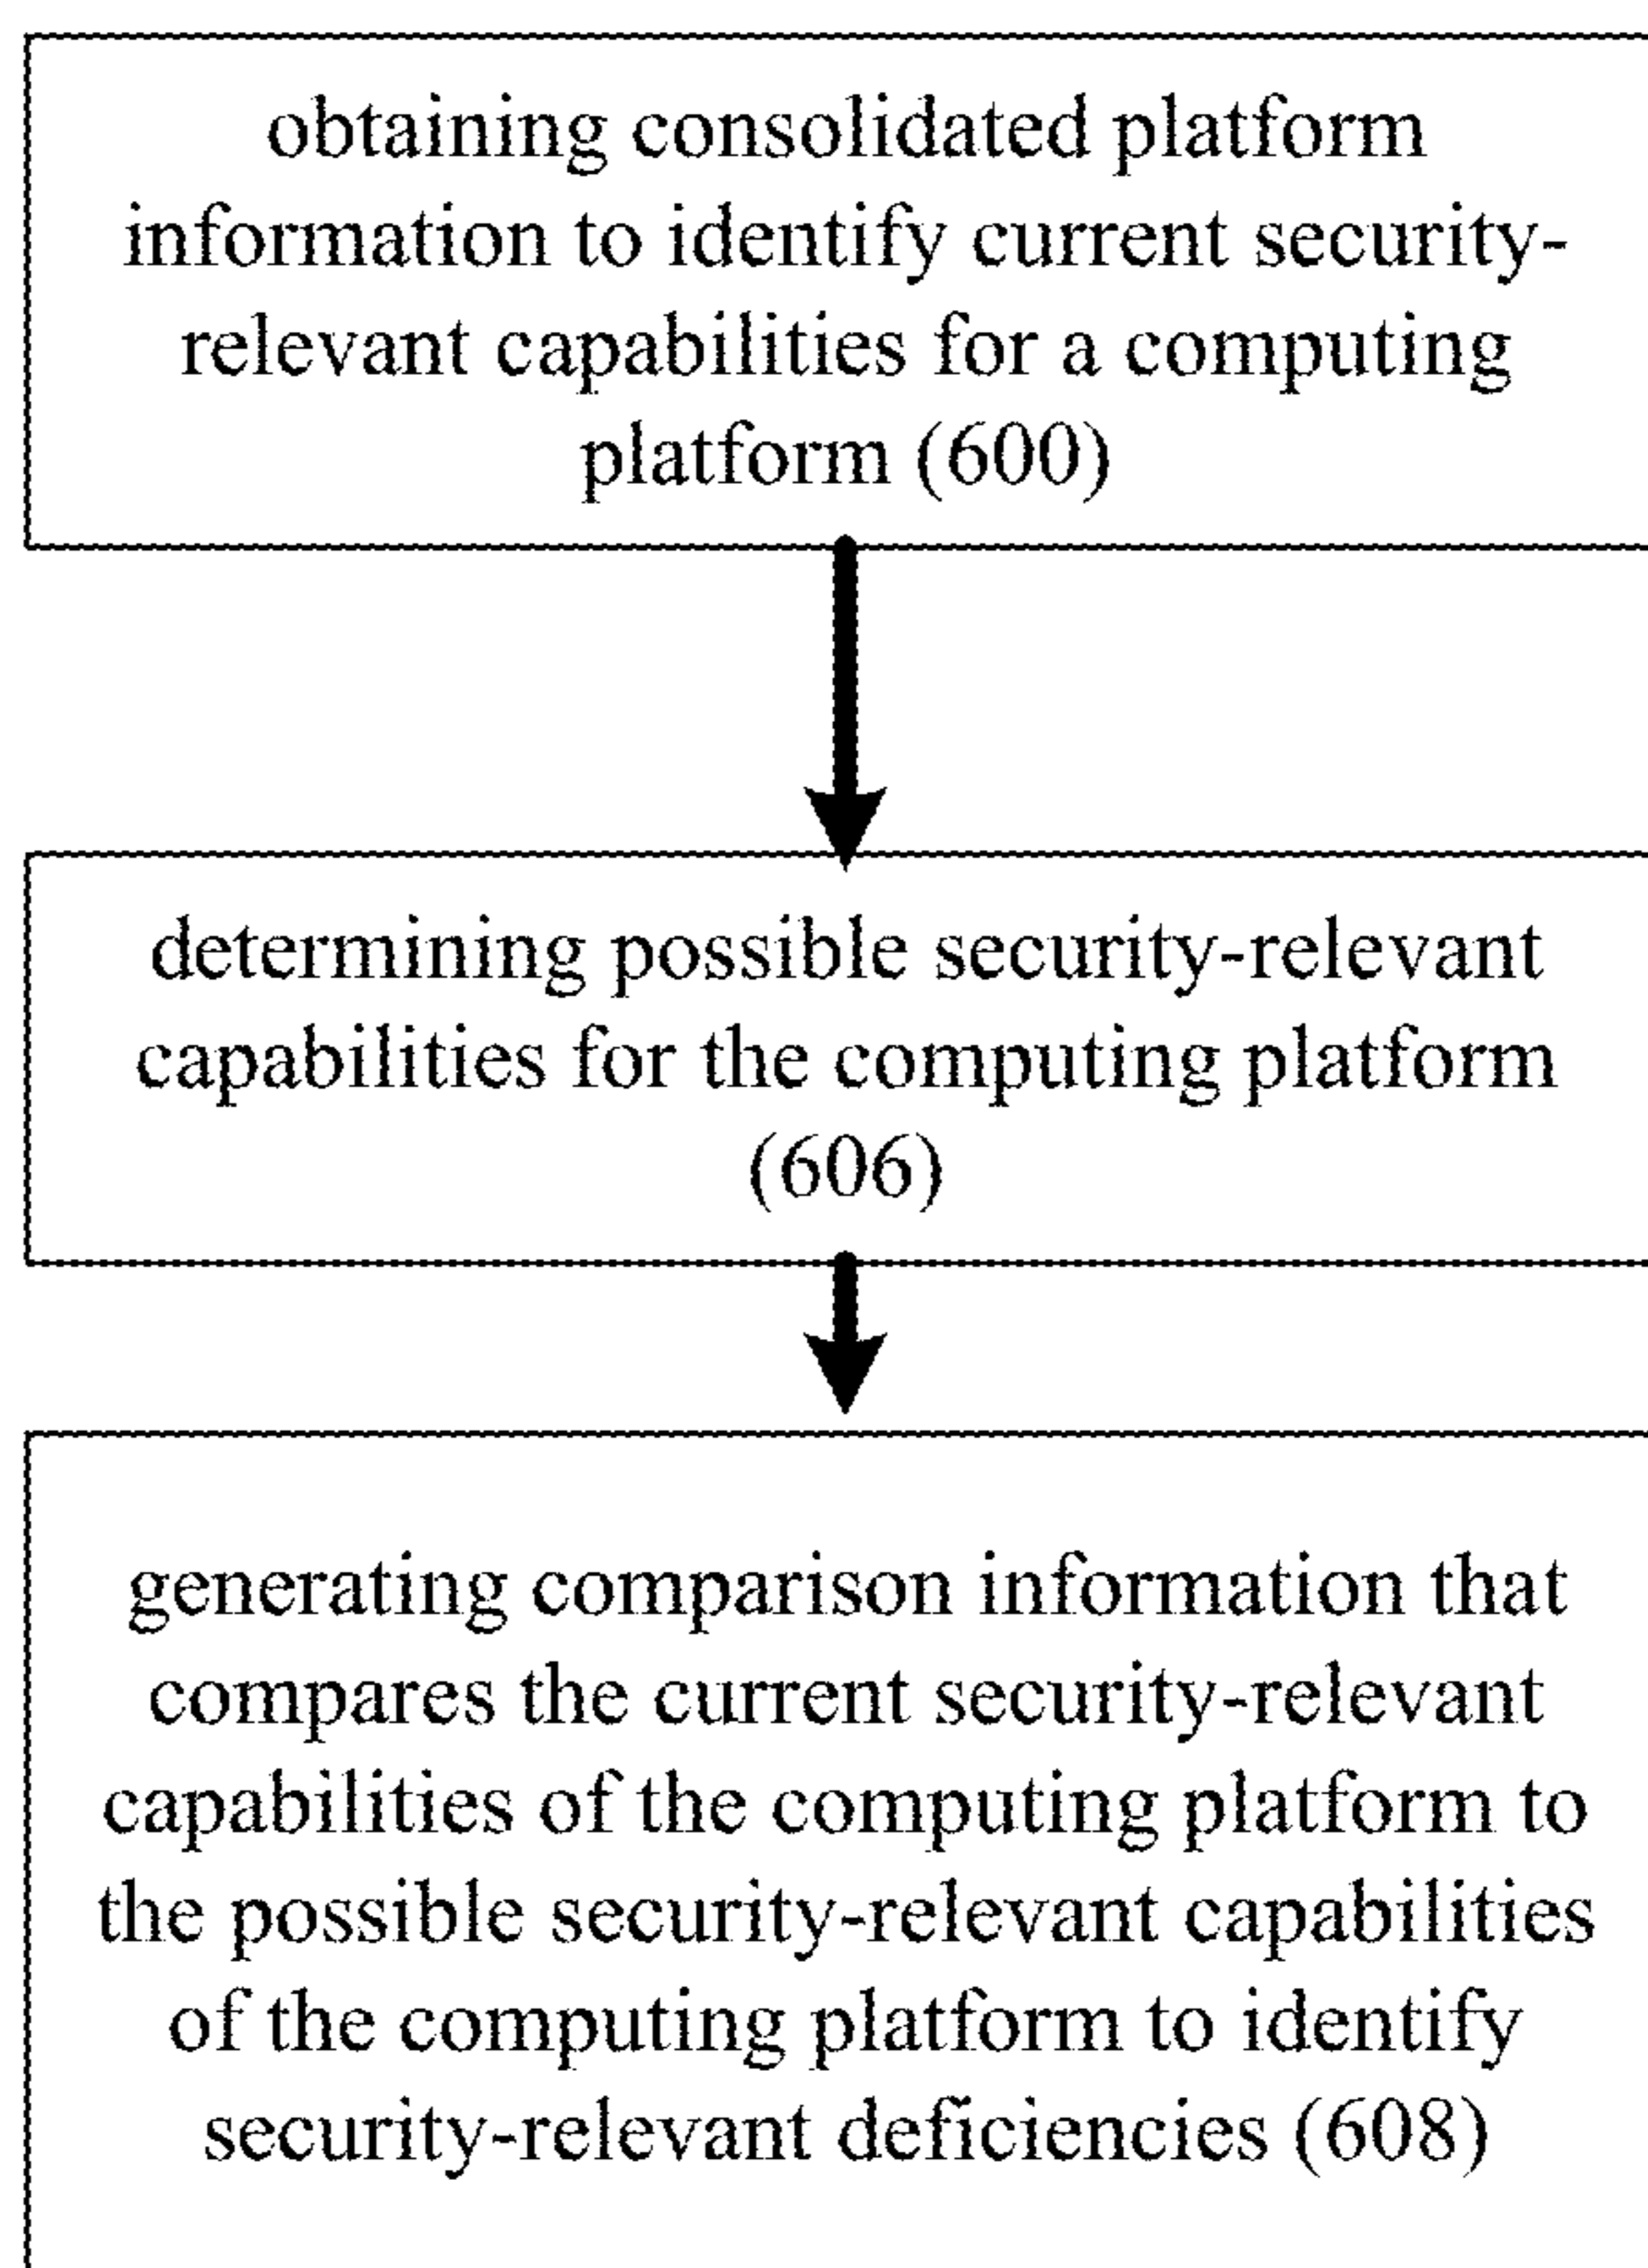 obtaining consolidated platform
information to identify current security-
relevant capabilities for a computing
platform (600)
determining possible security-relevant
capabilities for the computing platform
(606)
generating comparison information that
compares the current security-relevant
capabilities of the computing platform to
the possible security-relevant capabilities
of the computing platform to identify
security-relevant deficiencies (608)